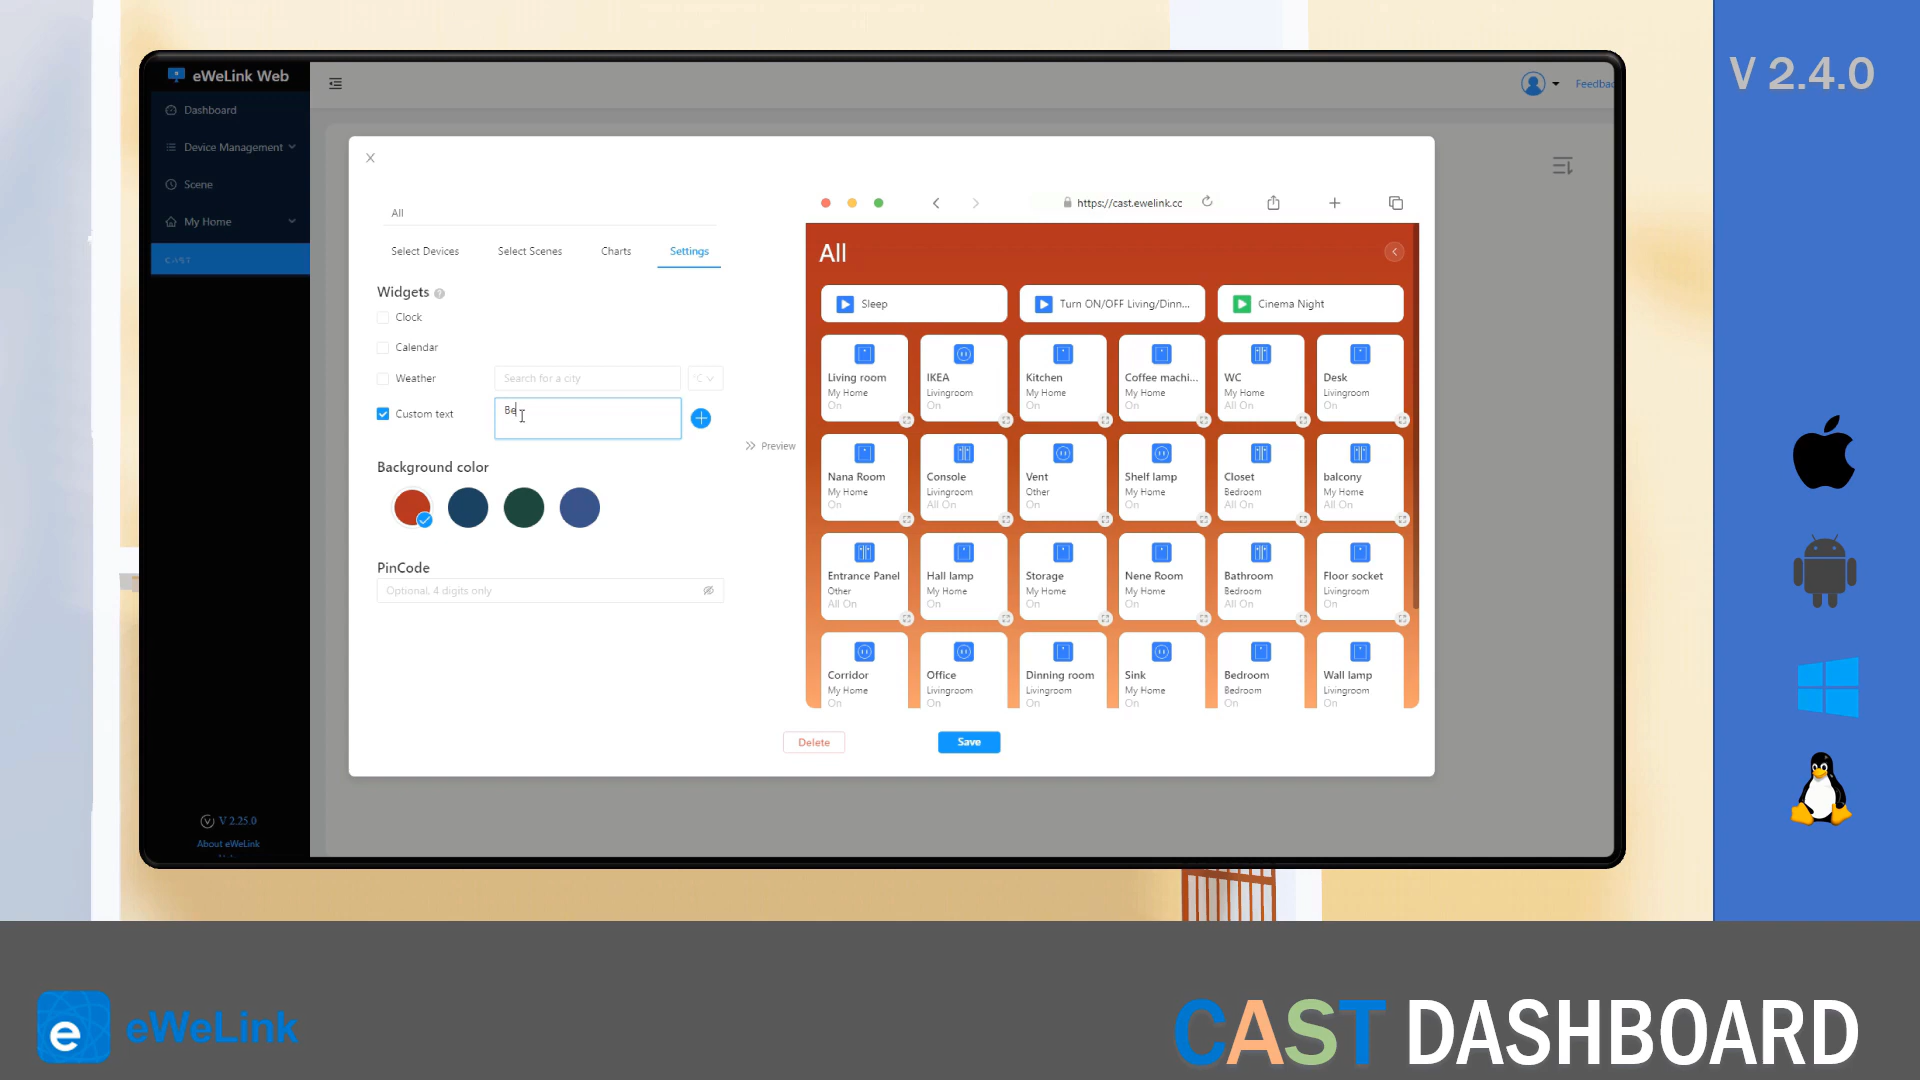 V 2.4.0
eWeLink Web
Feedbac
Dashboard
Device Management
Scene
My Home
CAST
V 2.25.0
About eWeLink
All
Select Devices
Select Scenes
Charts
Settings
Widgets
Clock
Calendar
Weather
Search for a city
°C
Custom text
Be
Background color
PinCode
Optional, 4 digits only
Preview
https://cast.ewelink.cc
All
Sleep
Turn ON/OFF Living/Dinn...
Cinema Night
Living room
My Home
On
IKEA
Livingroom
On
Kitchen
My Home
On
Coffee machi...
My Home
On
WC
My Home
All On
Desk
Livingroom
On
Nana Room
My Home
On
Console
Livingroom
All On
Vent
Other
On
Shelf lamp
My Home
On
Closet
Bedroom
All On
balcony
My Home
All On
Entrance Panel
Other
All On
Hall lamp
My Home
On
Storage
My Home
On
Nene Room
My Home
On
Bathroom
Bedroom
All On
Floor socket
Livingroom
On
Corridor
My Home
On
Office
Livingroom
On
Dinning room
Livingroom
On
Sink
My Home
On
Bedroom
Bedroom
On
Wall lamp
Livingroom
On
Delete
Save
e
eWeLink
CAST DASHBOARD